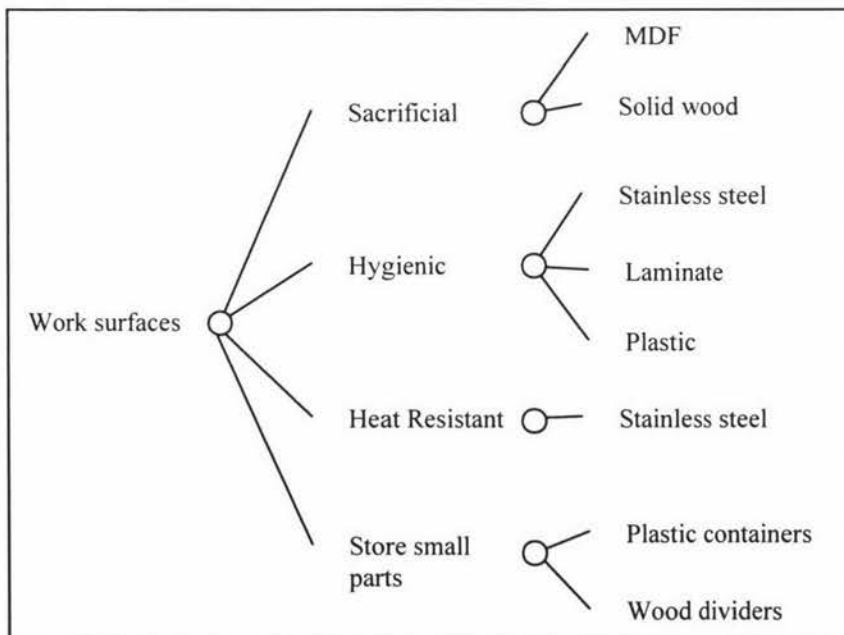 Work surfaces
Sacrificial
MDF
Solid wood
Hygienic
Stainless steel
Laminate
Plastic
Heat Resistant
Stainless steel
Store small
parts
Plastic containers
Wood dividers